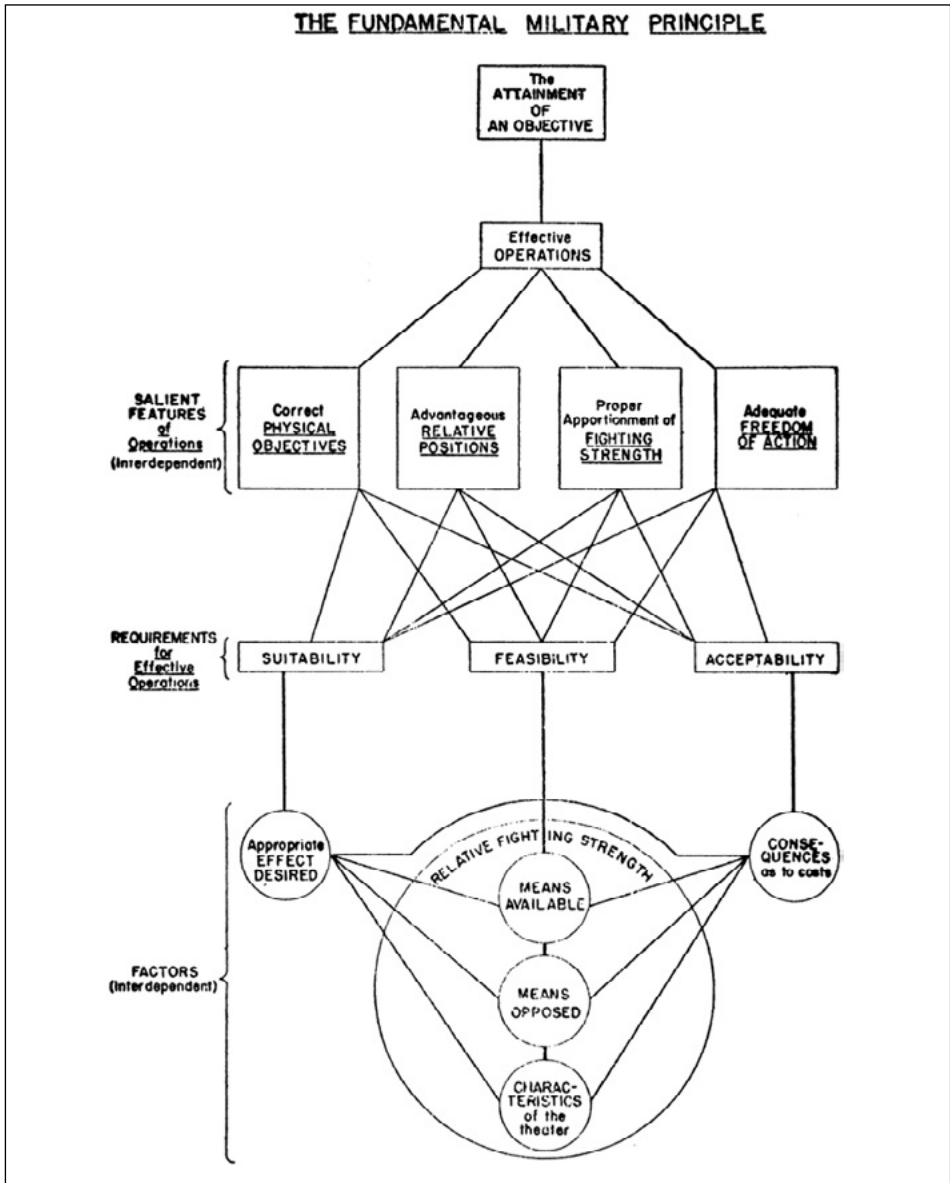 THE FUNDAMENTAL MILITARY PRINCIPLE
The
ATTAINMENT
OF
AN OBJECTIVE
Effective
OPERATIONS
SALIENT
FEATURES
of
Operations
(Interdependent)
Correct
PHYSICAL
OBJECTIVES
Advantageous
RELATIVE
POSITIONS
Proper
Apportionment of
FIGHTING
STRENGTH
Adequate
FREEDOM
OF ACTION
REQUIREMENTS
for
Effective
Operations
SUITABILITY
FEASIBILITY
ACCEPTABILITY
FACTORS
(Interdependent)
Appropriate
EFFECT
DESIRED
RELATIVE FIGHTING STRENGTH
MEANS
AVAILABLE
MEANS
OPPOSED
CHARAC-
TERISTICS
of the
theater
CONSE-
QUENCES
as to costs